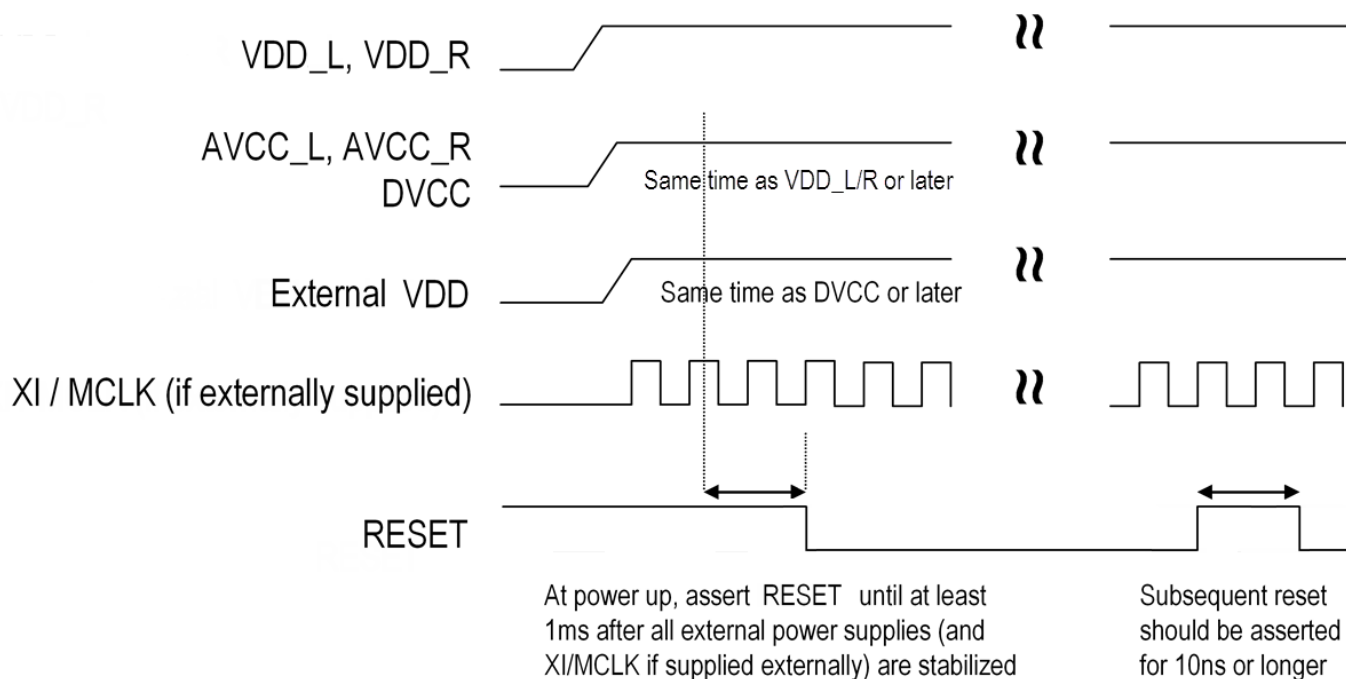 VDD_L, VDD_R
AVCC_L, AVCC_R
DVCC
Same time as VDD_L/R or later
External VDD
Same time as DVCC or later
XI / MCLK (if externally supplied)
RESET
At power up, assert RESET until at least
1ms after all external power supplies (and
XI/MCLK if supplied externally) are stabilized
Subsequent reset
should be asserted
for 10ns or longer